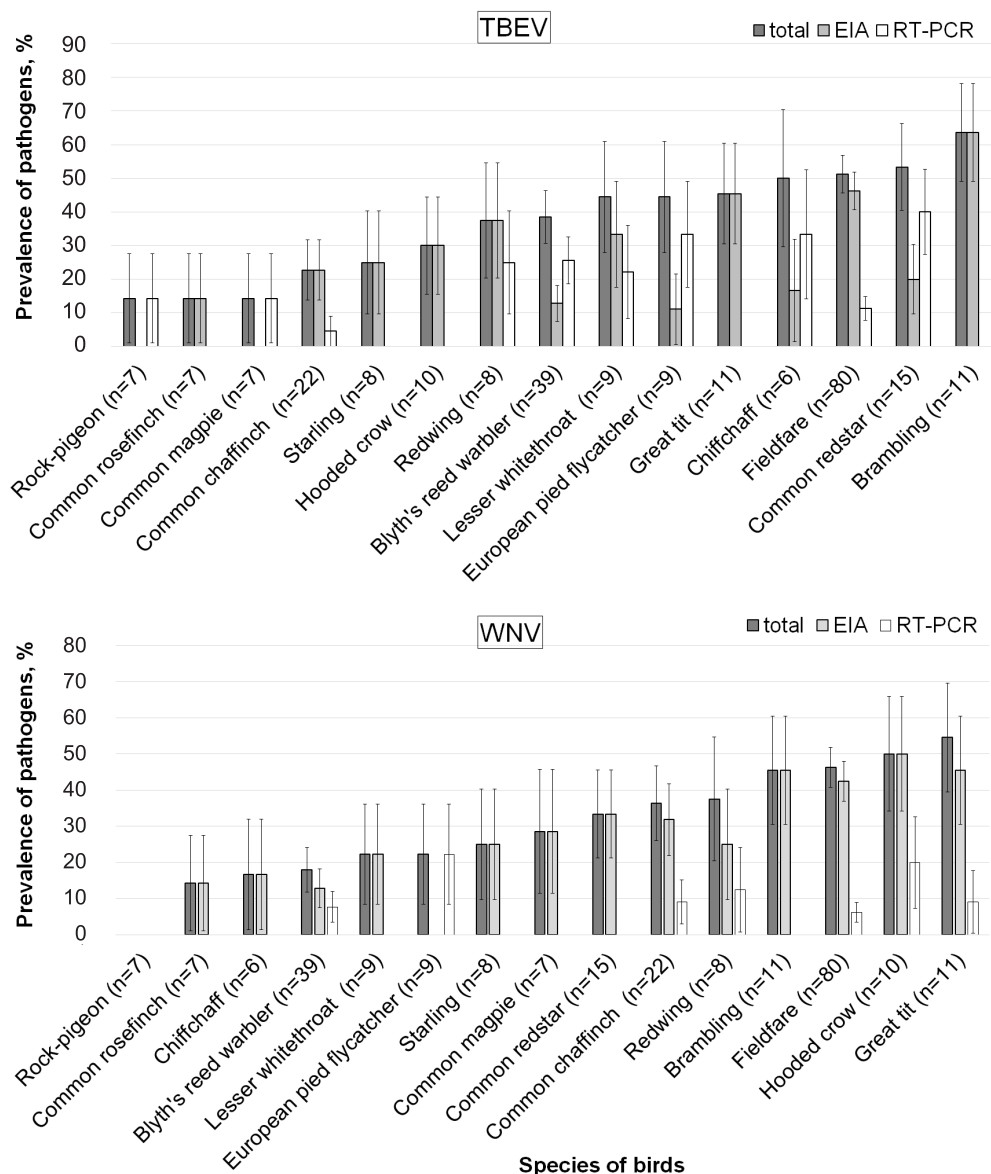 TBEV
total EIA RT-PCR
Prevalence of pathogens, %
90
80
70
60
50
40
30
20
10
0
Rock-pigeon (n=7)
Common rosefinch (n=7)
Common magpie (n=7)
Common chaffinch (n=22)
Starling (n=8)
Hooded crow (n=10)
Redwing (n=8)
Blyth's reed warbler (n=39)
Lesser whitethroat (n=9)
European pied flycatcher (n=9)
Great tit (n=11)
Chiffchaff (n=6)
Fieldfare (n=80)
Common redstar (n=15)
Brambling (n=11)
WNV
total EIA RT-PCR
Prevalence of pathogens, %
80
70
60
50
40
30
20
10
0
Rock-pigeon (n=7)
Common rosefinch (n=7)
Chiffchaff (n=6)
Blyth's reed warbler (n=39)
Lesser whitethroat (n=9)
European pied flycatcher (n=9)
Starling (n=8)
Common magpie (n=7)
Common redstar (n=15)
Common chaffinch (n=22)
Redwing (n=8)
Brambling (n=11)
Fieldfare (n=80)
Hooded crow (n=10)
Great tit (n=11)
Species of birds